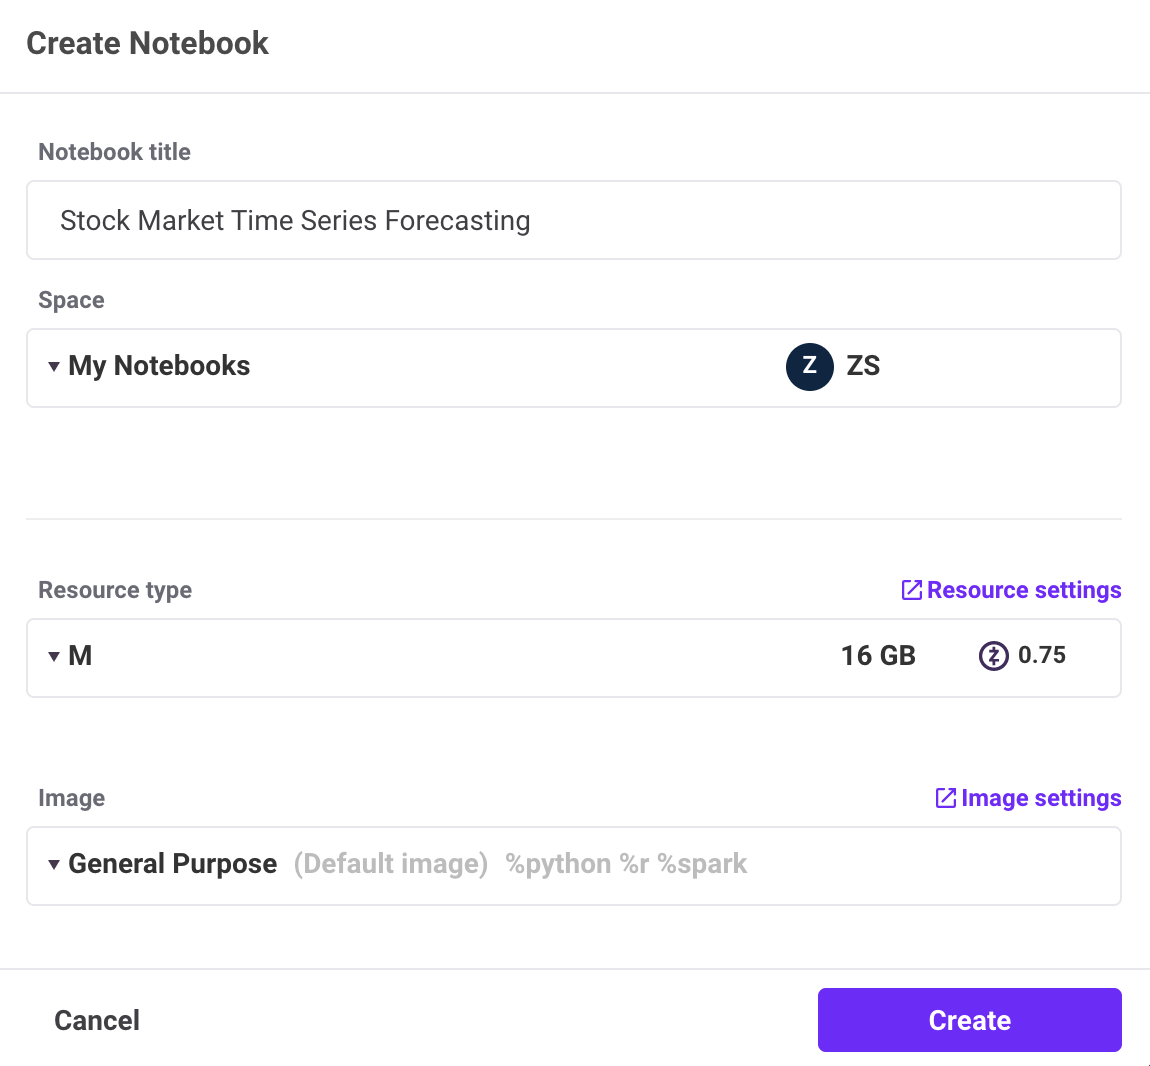 Create Notebook
Notebook title
Stock Market Time Series Forecasting
Space
My Notebooks Z ZS
Resource type Resource settings
M 16 GB 0.75
Image Image settings
General Purpose (Default image) %python %r %spark
Cancel Create